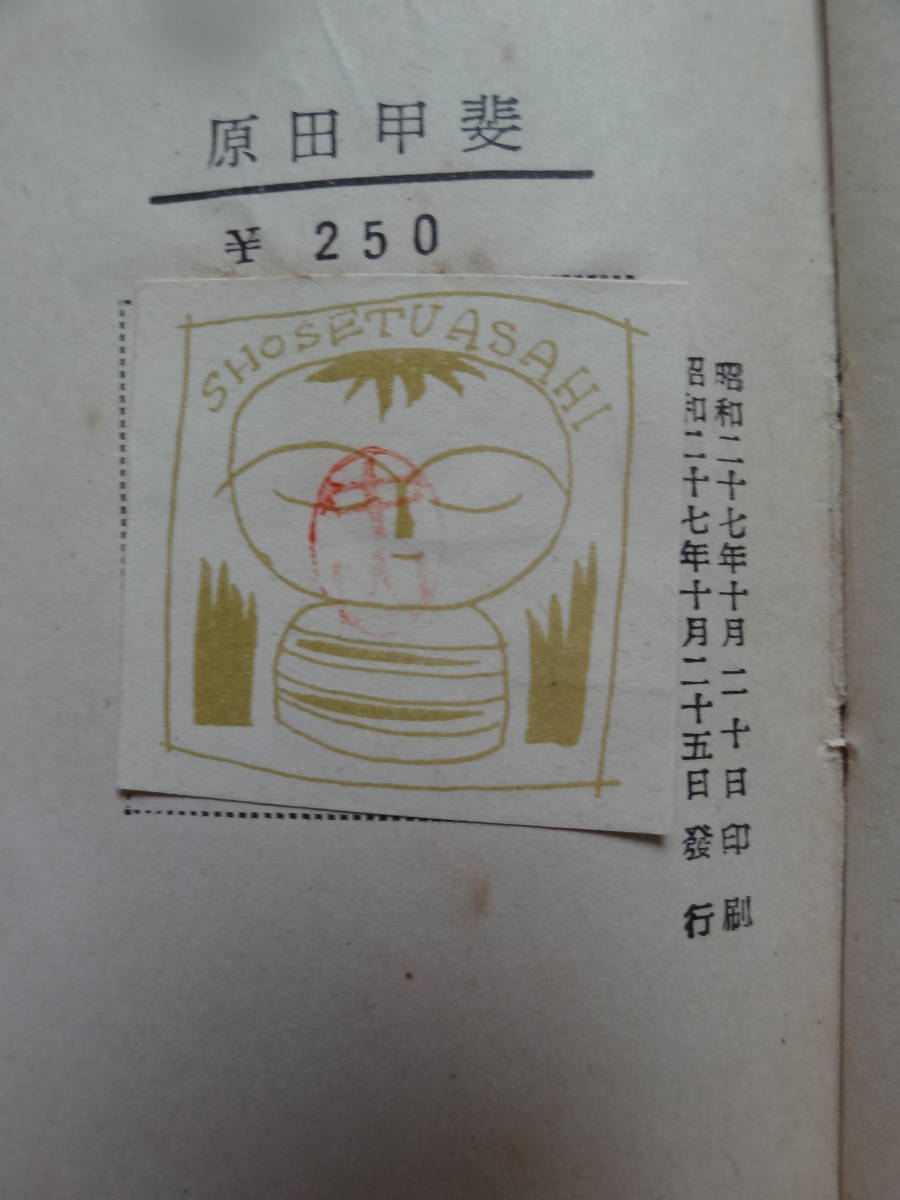 原田甲斐
¥ 250
SHOSETUASAHI
昭和二十七年十月二十日印刷
昭和二十七年十月二十五日發行